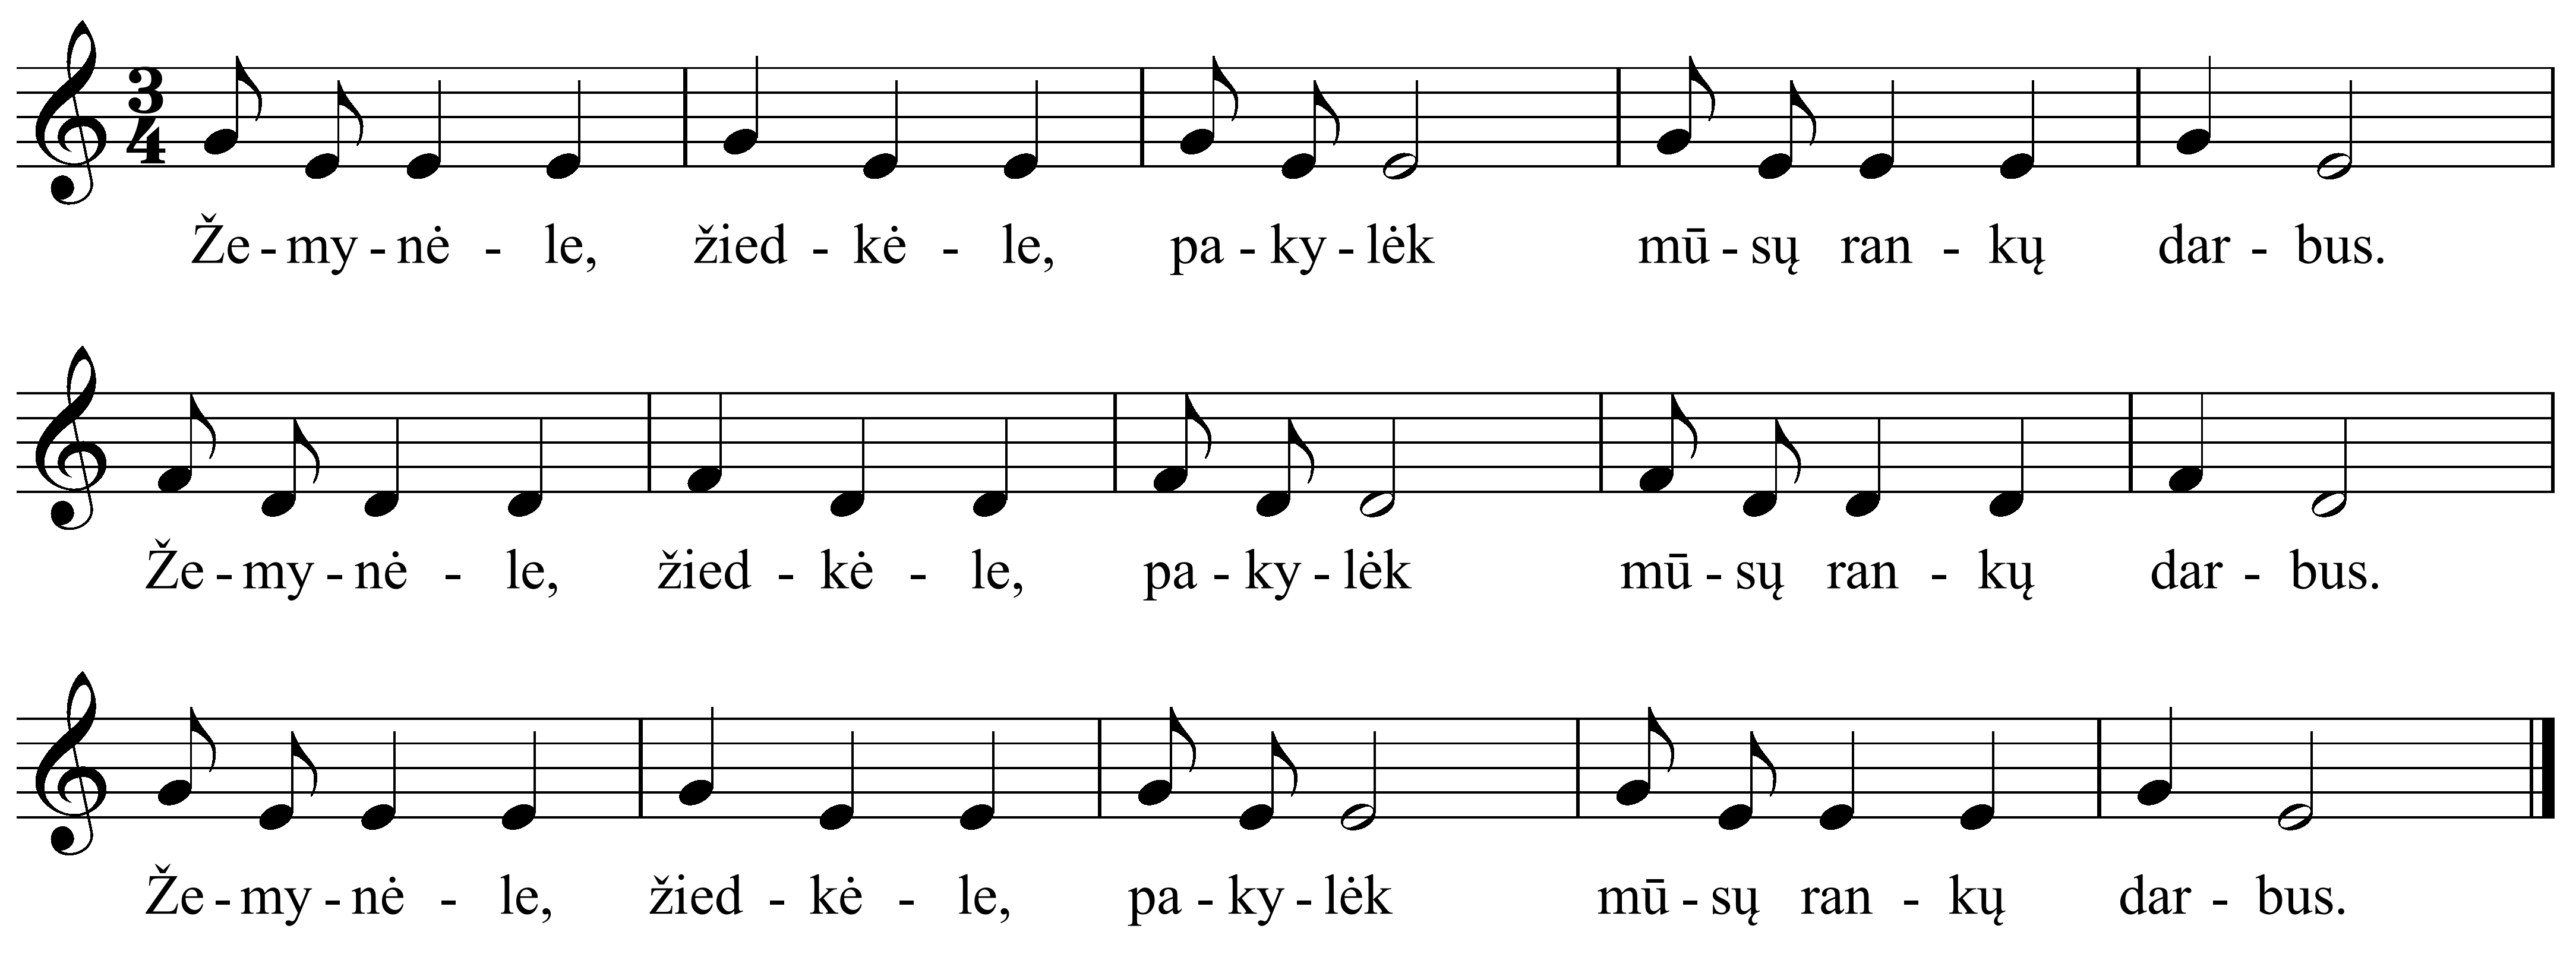 3
4
Že - my - nė - le, žied - kė - le, pa - ky - lėk mū - sų ran - kų dar - bus.
Že - my - nė - le, žied - kė - le, pa - ky - lėk mū - sų ran - kų dar - bus.
Že - my - nė - le, žied - kė - le, pa - ky - lėk mū - sų ran - kų dar - bus.